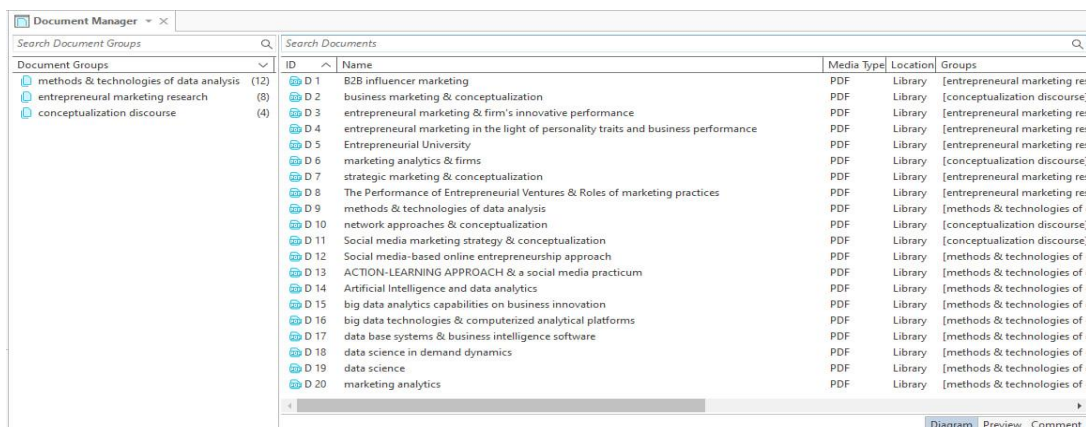 Document Manager
Search Document Groups
Document Groups
methods & technologies of data analysis (12)
entrepreneural marketing research (8)
conceptualization discourse (4)
Search Documents
ID Name Media Type Location Groups
D 1 B2B influencer marketing PDF Library [entrepreneural marketing res
D 2 business marketing & conceptualization PDF Library [conceptualization discourse]
D 3 entrepreneural marketing & firm's innovative performance PDF Library [entrepreneural marketing res
D 4 entrepreneural marketing in the light of personality traits and business performance PDF Library [entrepreneural marketing res
D 5 Entrepreneurial University PDF Library [entrepreneural marketing res
D 6 marketing analytics & firms PDF Library [conceptualization discourse]
D 7 strategic marketing & conceptualization PDF Library [entrepreneural marketing res
D 8 The Performance of Entrepreneurial Ventures & Roles of marketing practices PDF Library [entrepreneural marketing res
D 9 methods & technologies of data analysis PDF Library [methods & technologies of
D 10 network approaches & conceptualization PDF Library [conceptualization discourse]
D 11 Social media marketing strategy & conceptualization PDF Library [conceptualization discourse]
D 12 Social media-based online entrepreneurship approach PDF Library [methods & technologies of
D 13 ACTION-LEARNING APPROACH & a social media practicum PDF Library [methods & technologies of
D 14 Artificial Intelligence and data analytics PDF Library [methods & technologies of
D 15 big data analytics capabilities on business innovation PDF Library [methods & technologies of
D 16 big data technologies & computerized analytical platforms PDF Library [methods & technologies of
D 17 data base systems & business intelligence software PDF Library [methods & technologies of
D 18 data science in demand dynamics PDF Library [methods & technologies of
D 19 data science PDF Library [methods & technologies of
D 20 marketing analytics PDF Library [methods & technologies of
Diagram Preview Comment